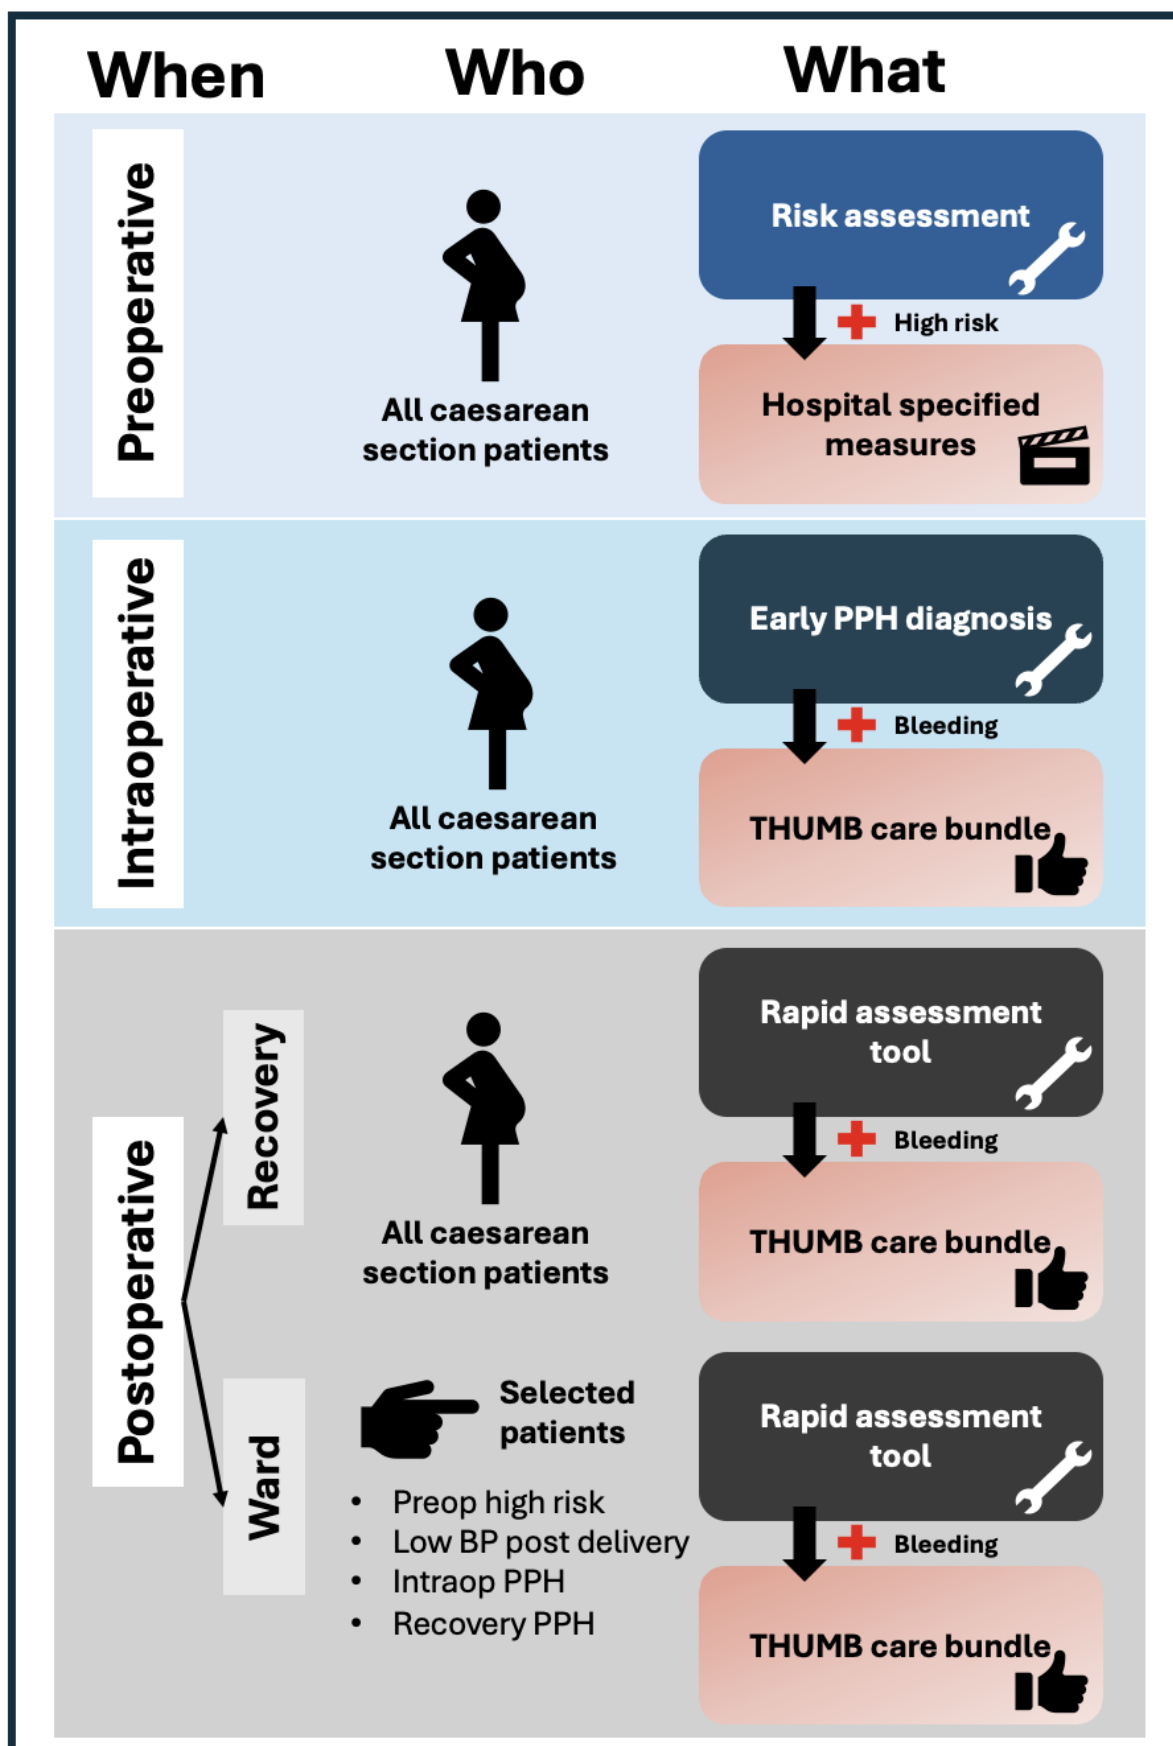 When
Who
What
Preoperative
All caesarean
section patients
Risk assessment
High risk
Hospital specified
measures
Intraoperative
All caesarean
section patients
Early PPH diagnosis
Bleeding
THUMB care bundle
Postoperative
Recovery
All caesarean
section patients
Rapid assessment
tool
Bleeding
THUMB care bundle
Ward
Selected
patients
• Preop high risk
• Low BP post delivery
• Intraop PPH
• Recovery PPH
Rapid assessment
tool
Bleeding
THUMB care bundle